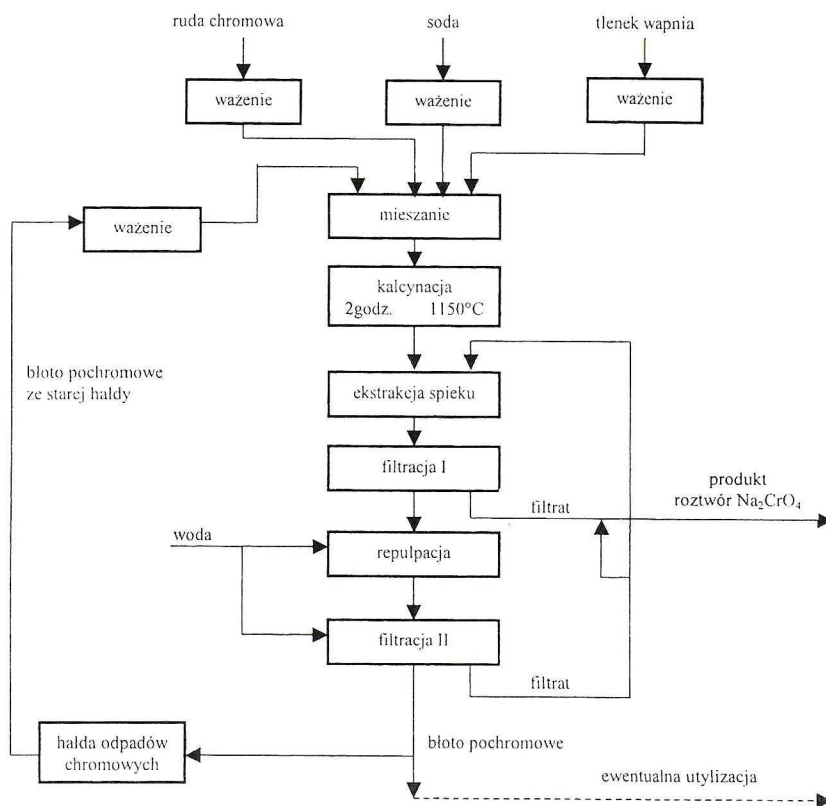 ruda chromowa
soda
tlenek wapnia
ważenie
ważenie
ważenie
mieszanie
ważenie
kalcynacja
2godz. 1150°C
błoto pochromowe
ze starej hałdy
ekstrakcja spieku
filtracja I
filtrat
produkt
roztwór Na₂CrO₄
woda
repulpacja
filtracja II
filtrat
hałda odpadów
chromowych
błoto pochromowe
ewentualna utylizacja